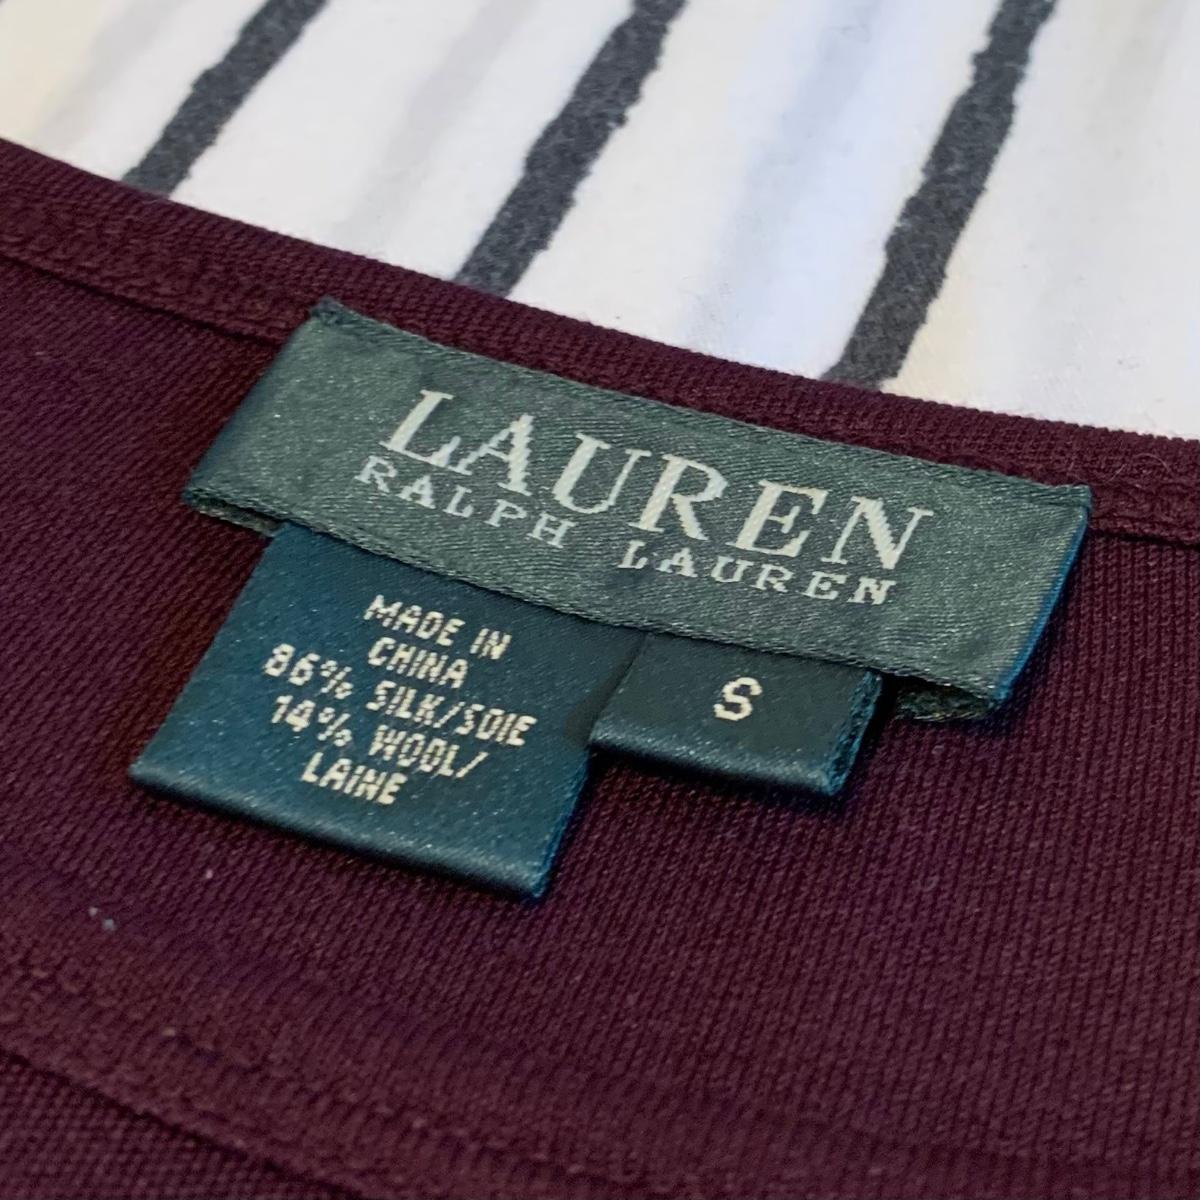 LAUREN
RALPH LAUREN
MADE IN
CHINA
86% SILK/SOIE
14% WOOL/
LAINE
S